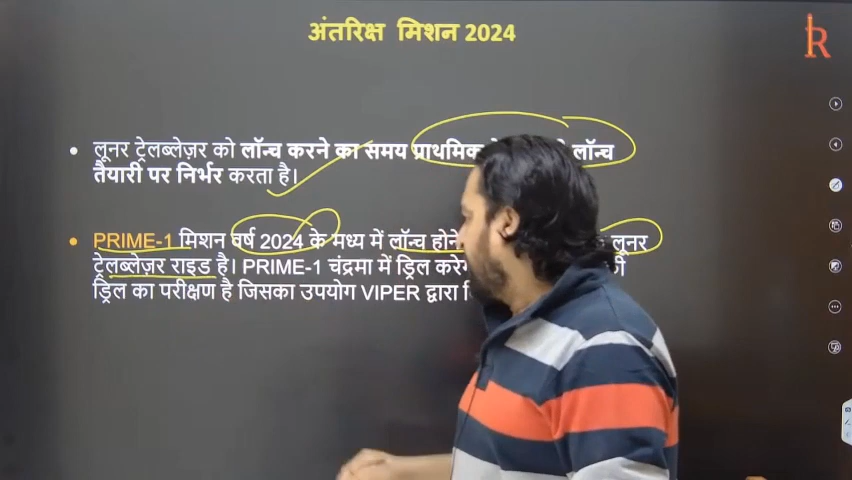 अंतरिक्ष मिशन 2024
R
लूनर ट्रेलब्लेज़र को लॉन्च करने का समय प्राथमिक लॉन्च
तैयारी पर निर्भर करता है।
PRIME-1 मिशन वर्ष 2024 के मध्य में लॉन्च होने लूनर
ट्रेलब्लेज़र राइड है। PRIME-1 चंद्रमा में ड्रिल करेगा
ड्रिल का परीक्षण है जिसका उपयोग VIPER द्वारा